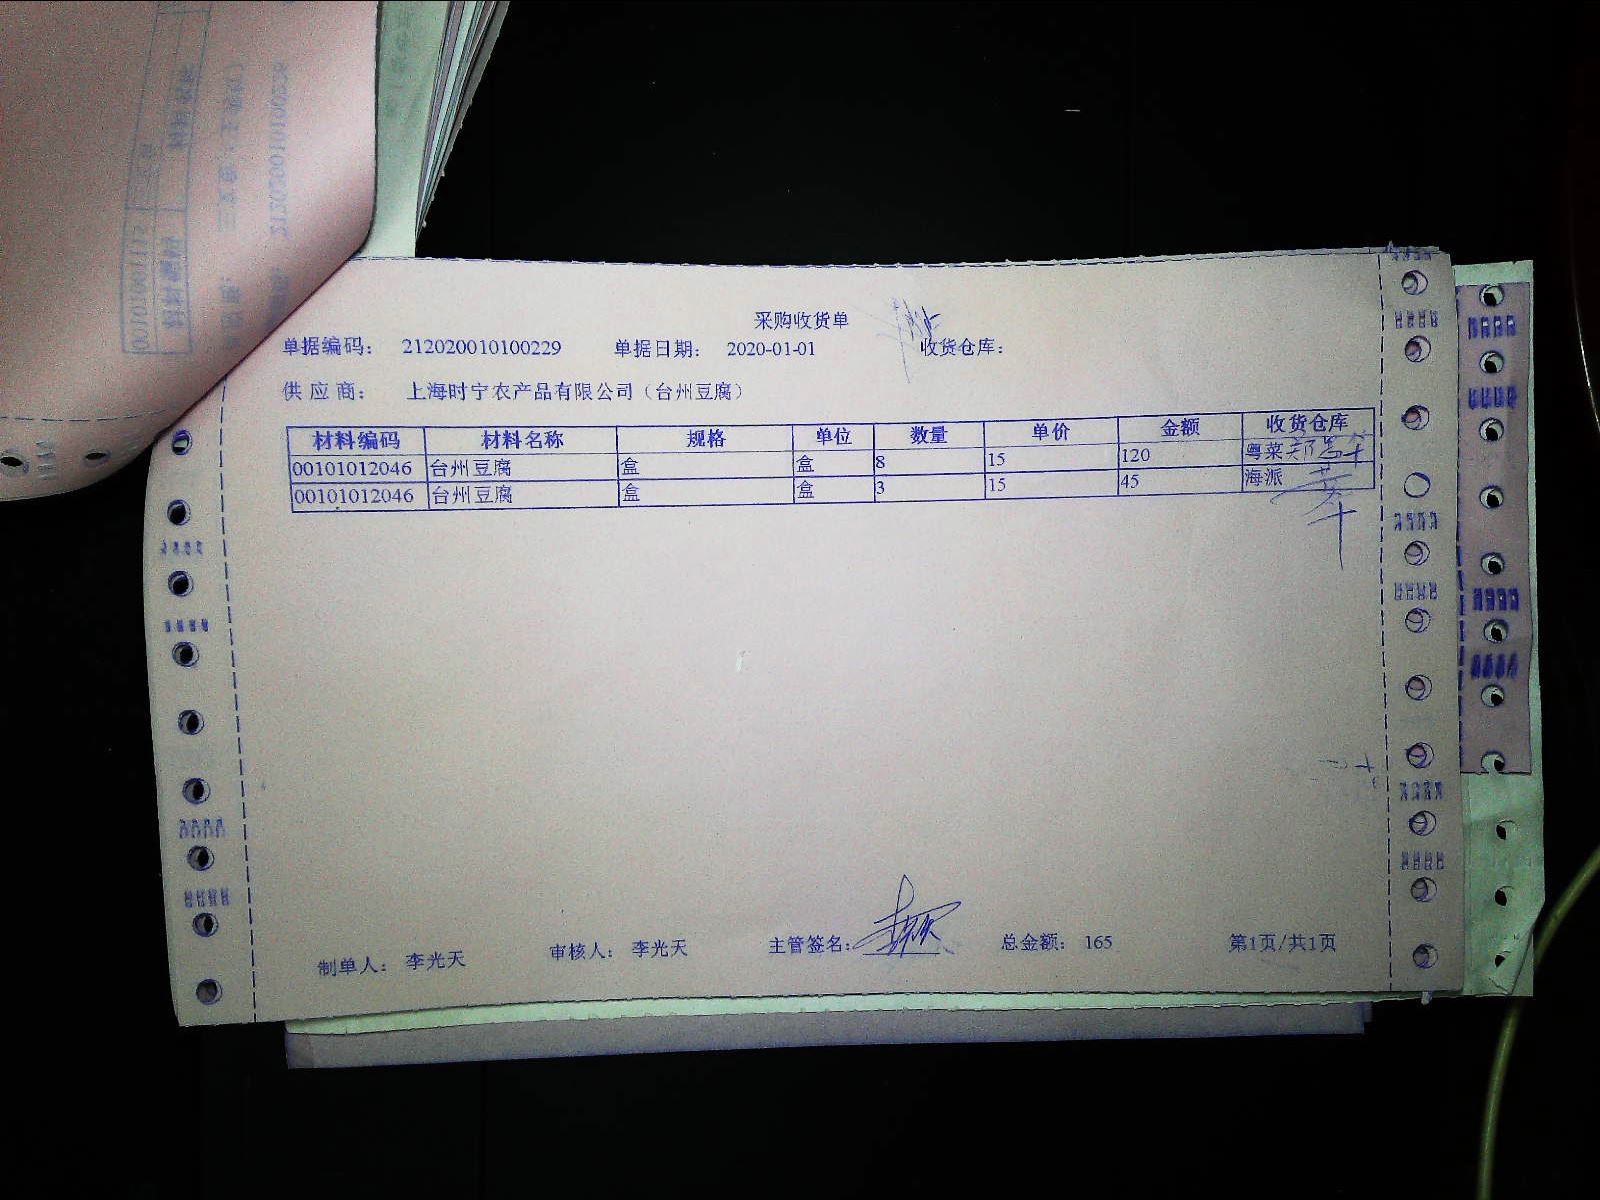 采购收货单
单据编码: 212020010100229 单据日期: 2020-01-01 收货仓库:
供应商: 上海时宁农产品有限公司(台州豆腐)
材料编码 材料名称 规格 单位 数量 单价 金额 收货仓库
00101012046 台州豆腐 盒 盒 8 15 120 粤菜
00101012046 台州豆腐 盒 盒 3 15 45 海派
制单人: 李光天 审核人: 李光天 主管签名: 总金额: 165 第1页/共1页